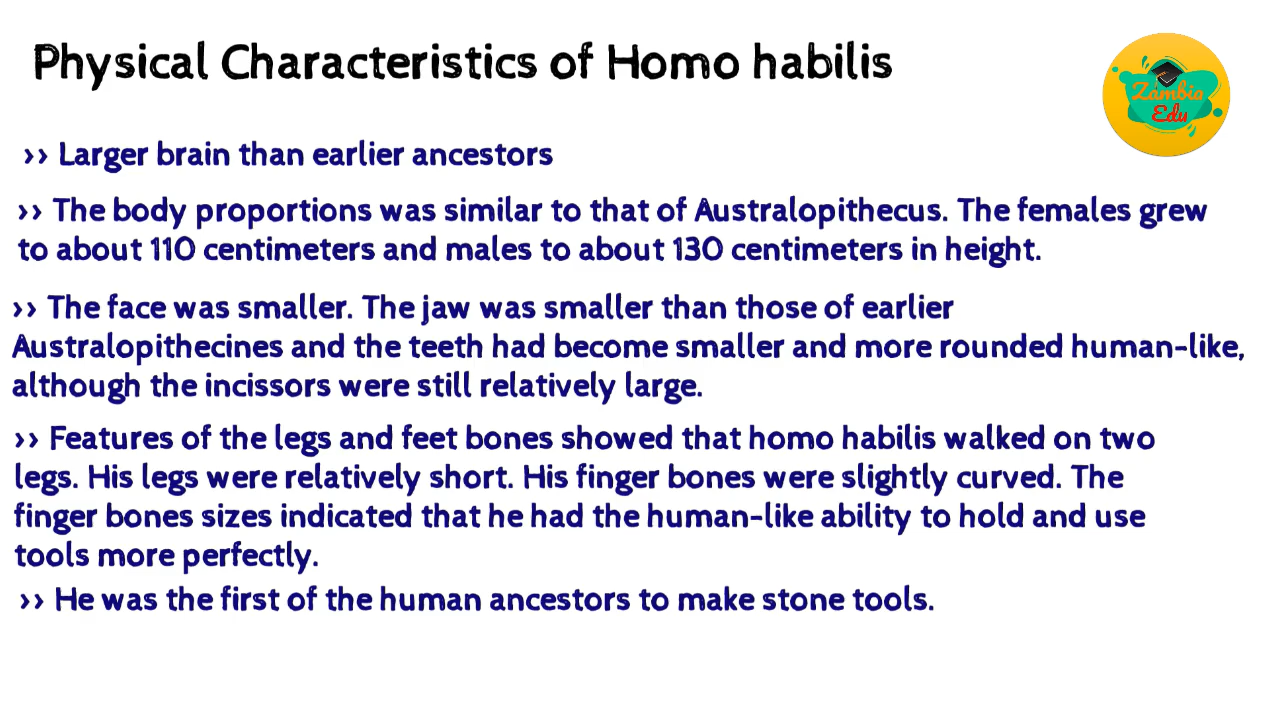 Physical Characteristics of Homo habilis
Zambia
Edu
>> Larger brain than earlier ancestors
>> The body proportions was similar to that of Australopithecus. The females grew
to about 110 centimeters and males to about 130 centimeters in height.
>> The face was smaller. The jaw was smaller than those of earlier
Australopithecines and the teeth had become smaller and more rounded human-like,
although the incissors were still relatively large.
>> Features of the legs and feet bones showed that homo habilis walked on two
legs. His legs were relatively short. His finger bones were slightly curved. The
finger bones sizes indicated that he had the human-like ability to hold and use
tools more perfectly.
>> He was the first of the human ancestors to make stone tools.